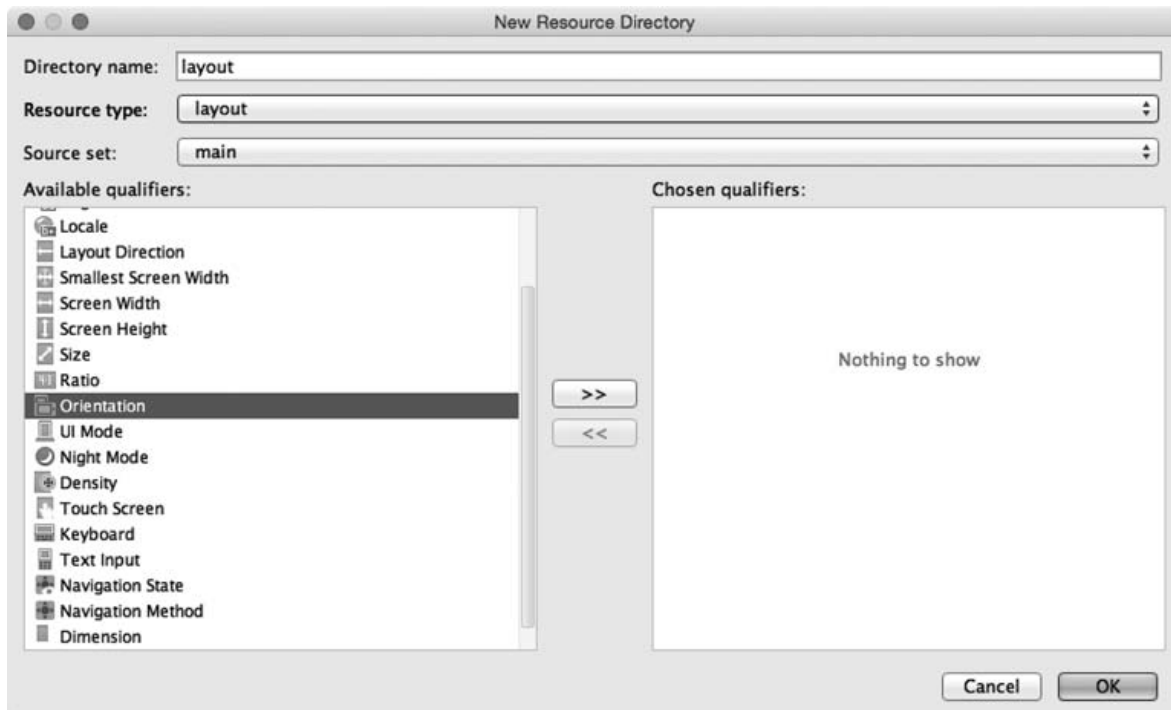 New Resource Directory
Directory name: layout
Resource type: layout
Source set: main
Available qualifiers:
Locale
Layout Direction
Smallest Screen Width
Screen Width
Screen Height
Size
Ratio
Orientation
UI Mode
Night Mode
Density
Touch Screen
Keyboard
Text Input
Navigation State
Navigation Method
Dimension
>>
<<
Chosen qualifiers:
Nothing to show
Cancel
OK